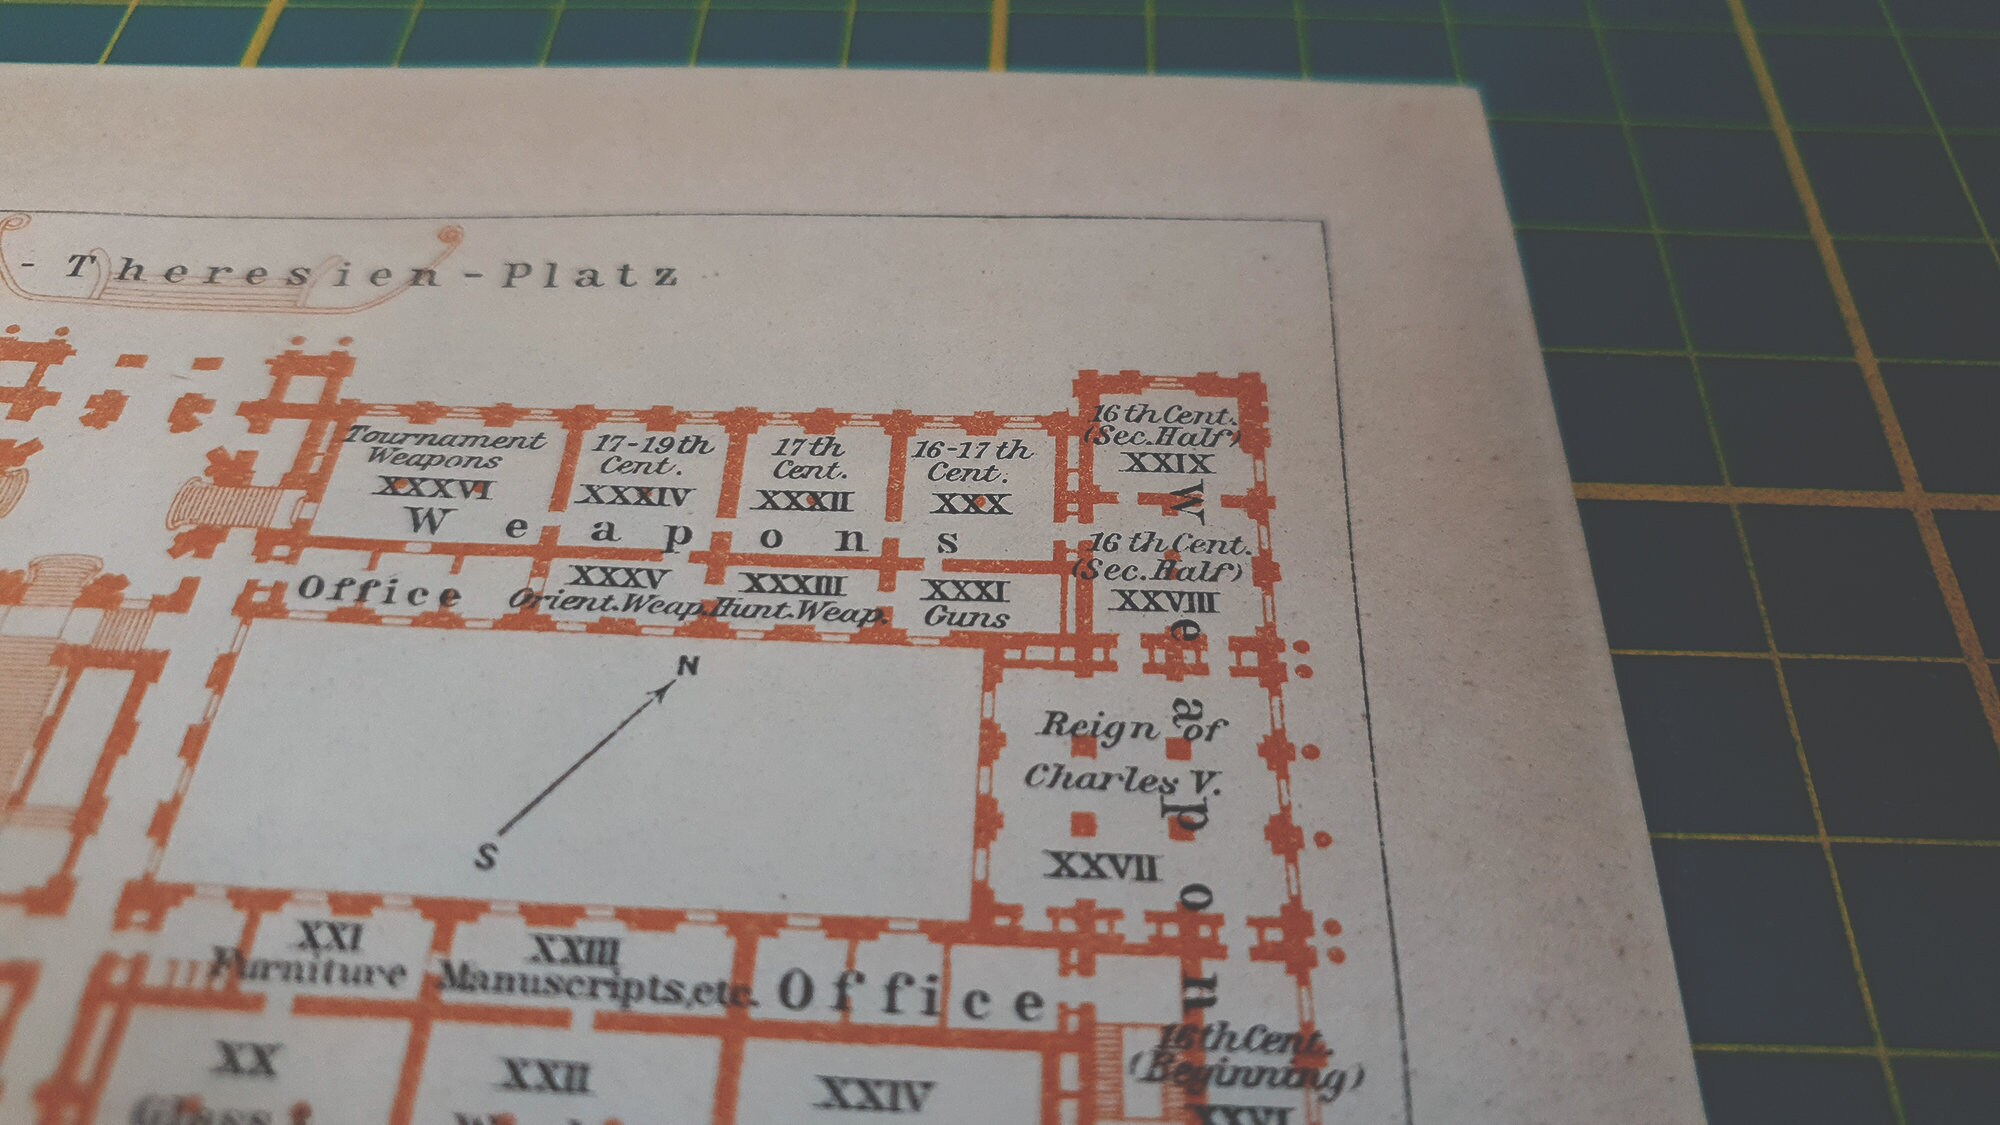 - Theresien - Platz
Tournament
Weapons
XXXVI
17-19th
Cent.
XXXIV
17th
Cent.
XXXII
16-17th
Cent.
XXX
16th Cent.
(Sec. Half)
XXIX
Weapons
Office
XXXV
Orient. Weap.
XXXIII
Hunt. Weap.
XXXI
Guns
16th Cent.
(Sec. Half)
XXVIII
Weapon
N
S
Reign of
Charles V.
XXVII
XXI
Furniture
XXIII
Manuscripts, etc.
Office
XX
XXII
XXIV
16th Cent.
(Beginning)
XXVI